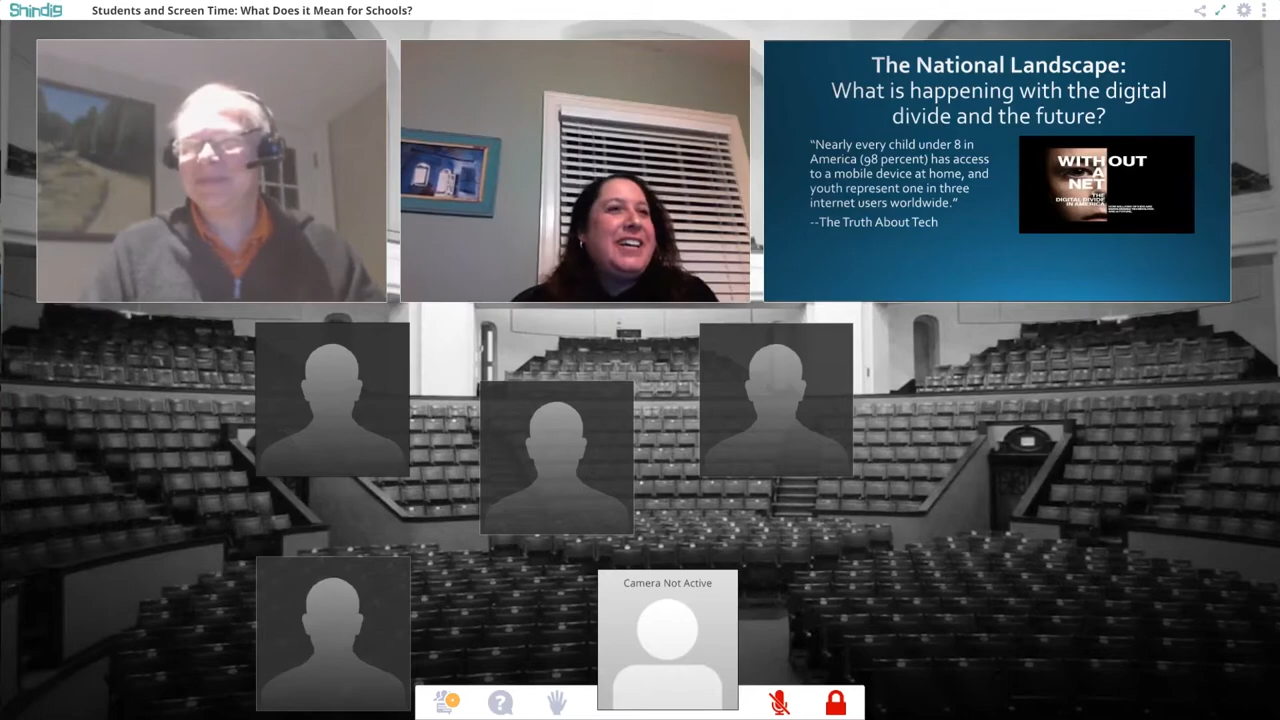 Shindig
Students and Screen Time: What Does it Mean for Schools?
The National Landscape:
What is happening with the digital
divide and the future?
“Nearly every child under 8 in
America (98 percent) has access
to a mobile device at home, and
youth represent one in three
internet users worldwide.”
--The Truth About Tech
WITHOUT
A
NET
THE
DIGITAL DIVIDE
IN AMERICA
Camera Not Active